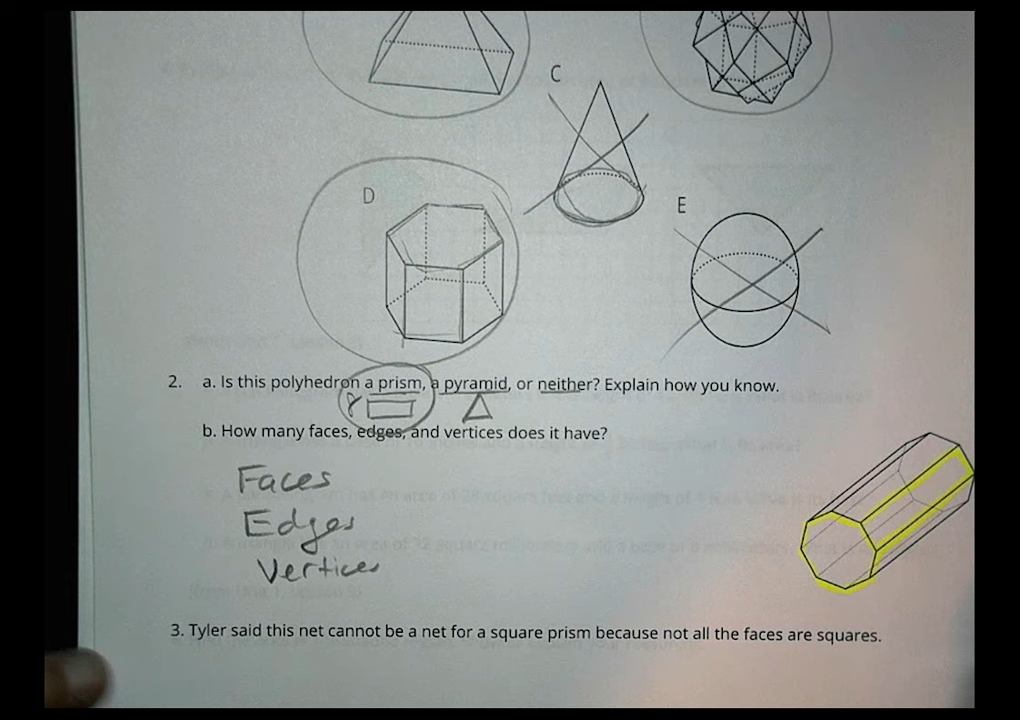 C
D
E
2. a. Is this polyhedron a prism, a pyramid, or neither? Explain how you know.
b. How many faces, edges, and vertices does it have?
Faces
Edges
Vertices
3. Tyler said this net cannot be a net for a square prism because not all the faces are squares.